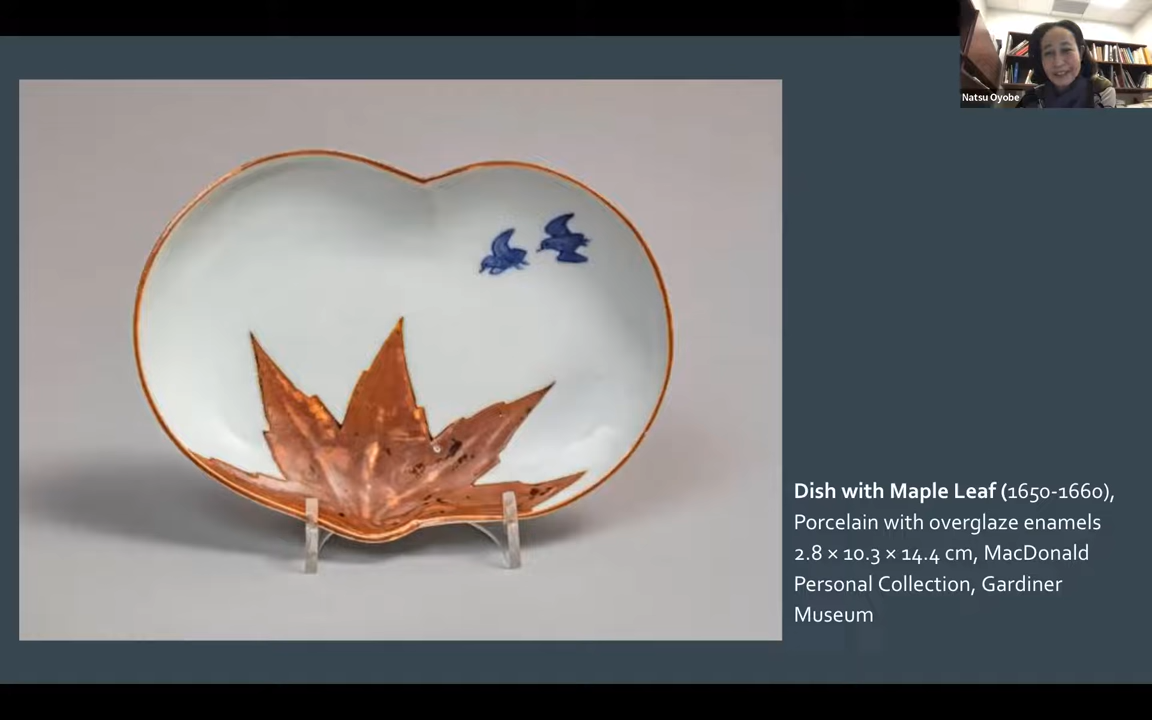 Natsu Oyobe
Dish with Maple Leaf (1650-1660),
Porcelain with overglaze enamels
2.8 × 10.3 × 14.4 cm, MacDonald
Personal Collection, Gardiner
Museum